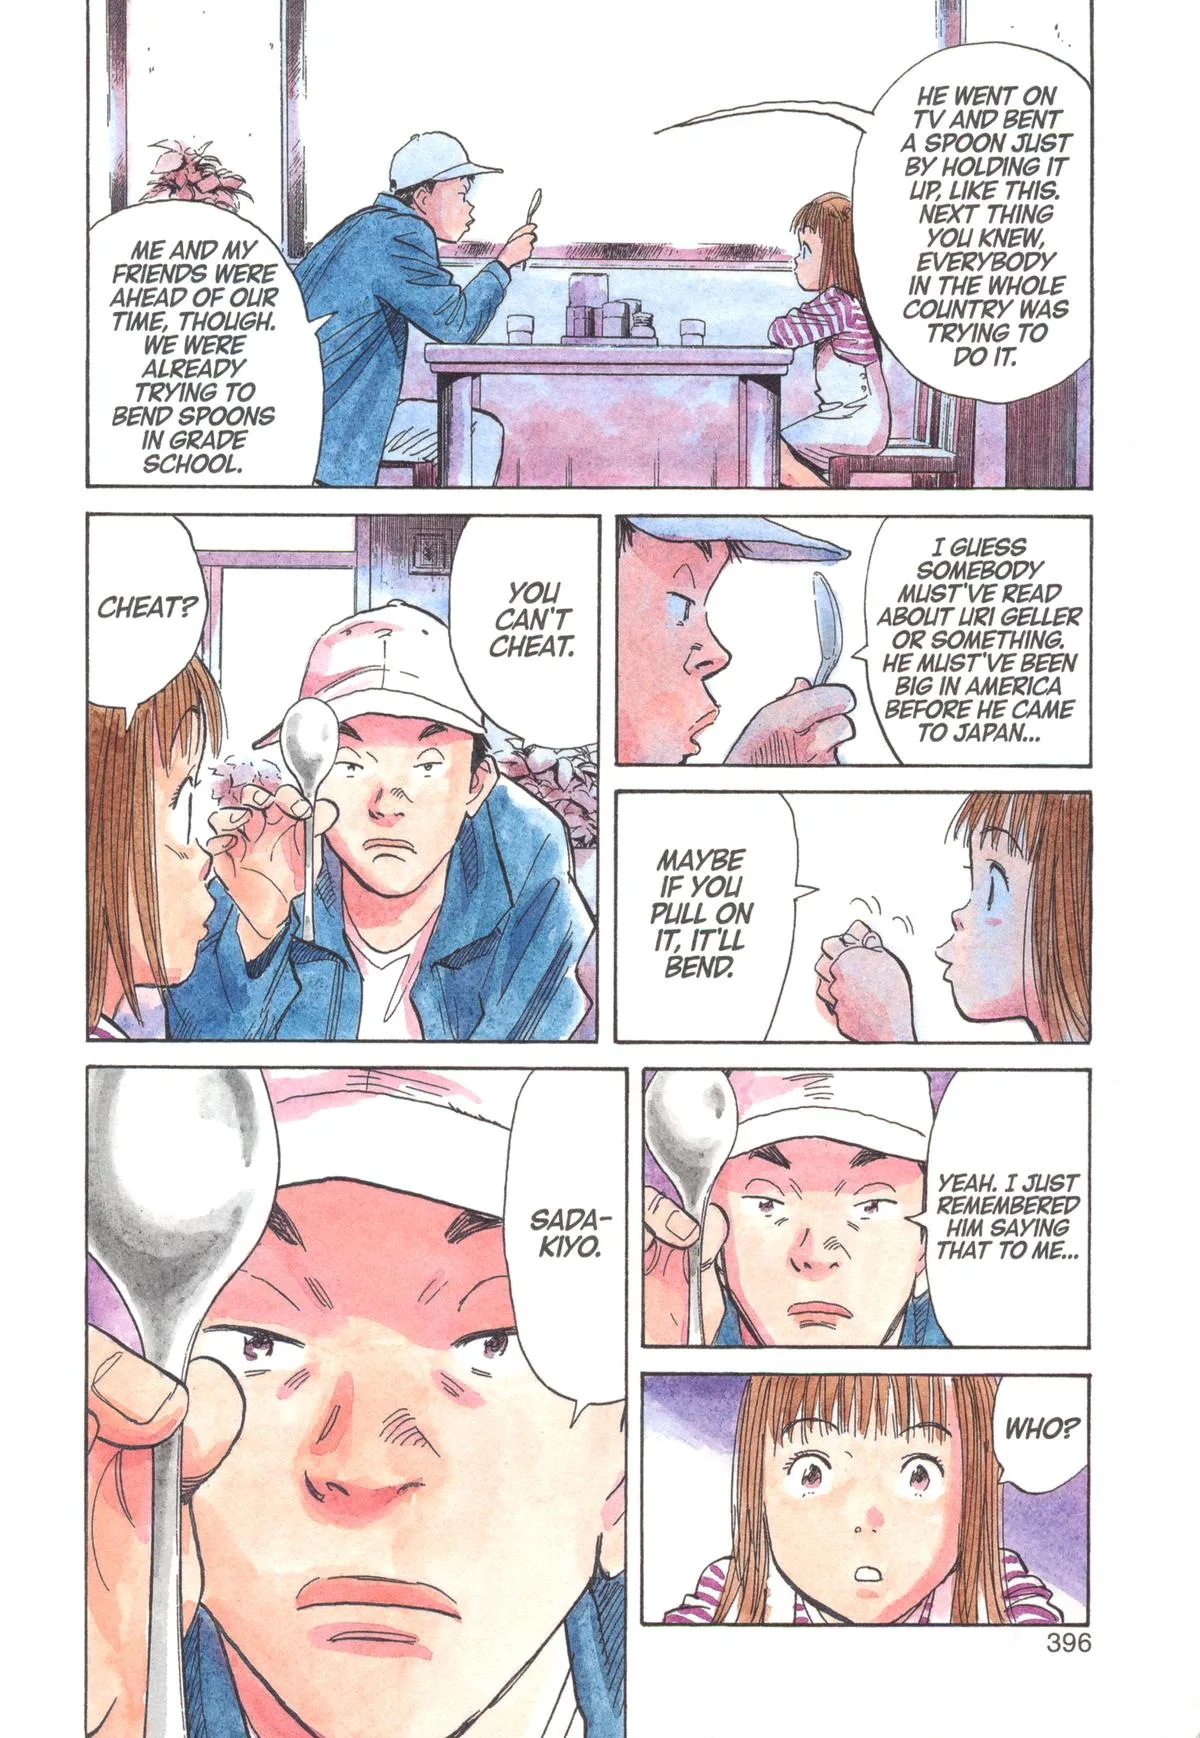 HE WENT ON
TV AND BENT
A SPOON JUST
BY HOLDING IT
UP, LIKE THIS.
NEXT THING
YOU KNEW,
EVERYBODY
IN THE WHOLE
COUNTRY WAS
TRYING TO
DO IT.
ME AND MY
FRIENDS WERE
AHEAD OF OUR
TIME, THOUGH.
WE WERE
ALREADY
TRYING TO
BEND SPOONS
IN GRADE
SCHOOL.
I GUESS
SOMEBODY
MUST'VE READ
ABOUT URI GELLER
OR SOMETHING.
HE MUST'VE BEEN
BIG IN AMERICA
BEFORE HE CAME
TO JAPAN...
YOU
CAN'T
CHEAT.
CHEAT?
MAYBE
IF YOU
PULL ON
IT, IT'LL
BEND.
YEAH. I JUST
REMEMBERED
HIM SAYING
THAT TO ME...
WHO?
SADA-
KIYO.
396